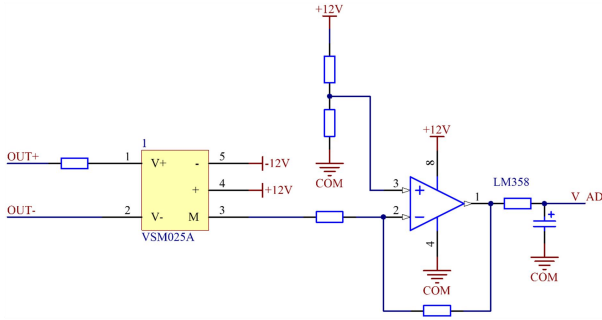 +12V
1
+12V
OUT+
1
V+
-
5
-12V
COM
3
+
8
LM358
+
4
+12V
1
V_AD
OUT-
2
V-
M
3
2
-
+
VSM025A
4
COM
COM